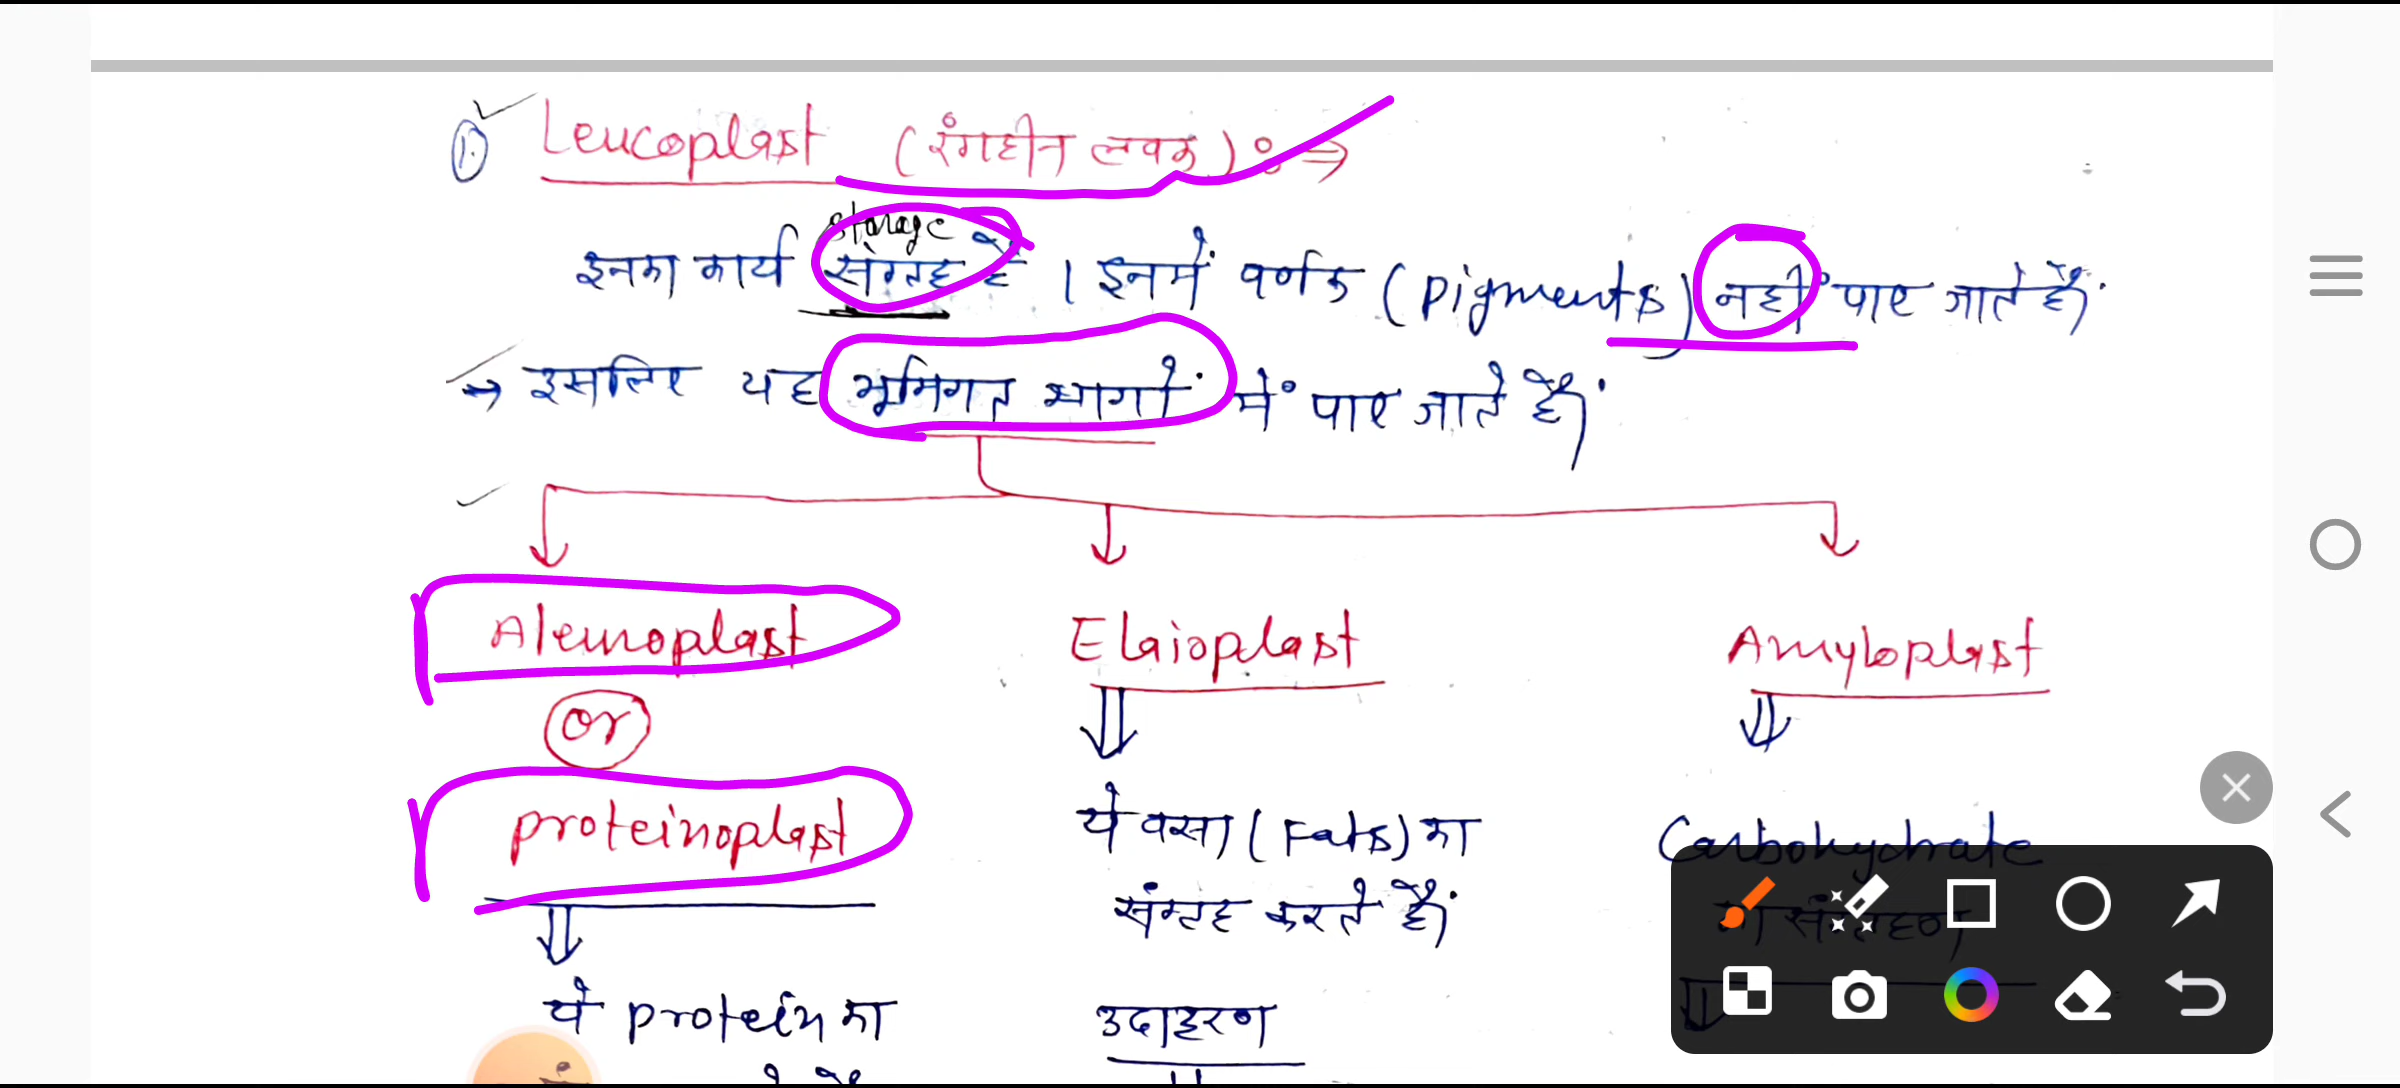 1. Leucoplast (रंगहीन लवक) :⇒
storage
इनका कार्य संग्रह है । इनमें वर्णक (pigments) नहीं पाए जाते हैं
→ इसलिए यह भूमिगत भागों में पाए जाते हैं
Aleuroplast Elaioplast Amyloplast
or
proteinoplast
ये वसा (Fats) का Carbohydrate
संग्रह करते हैं
ये protein का उदाहरण